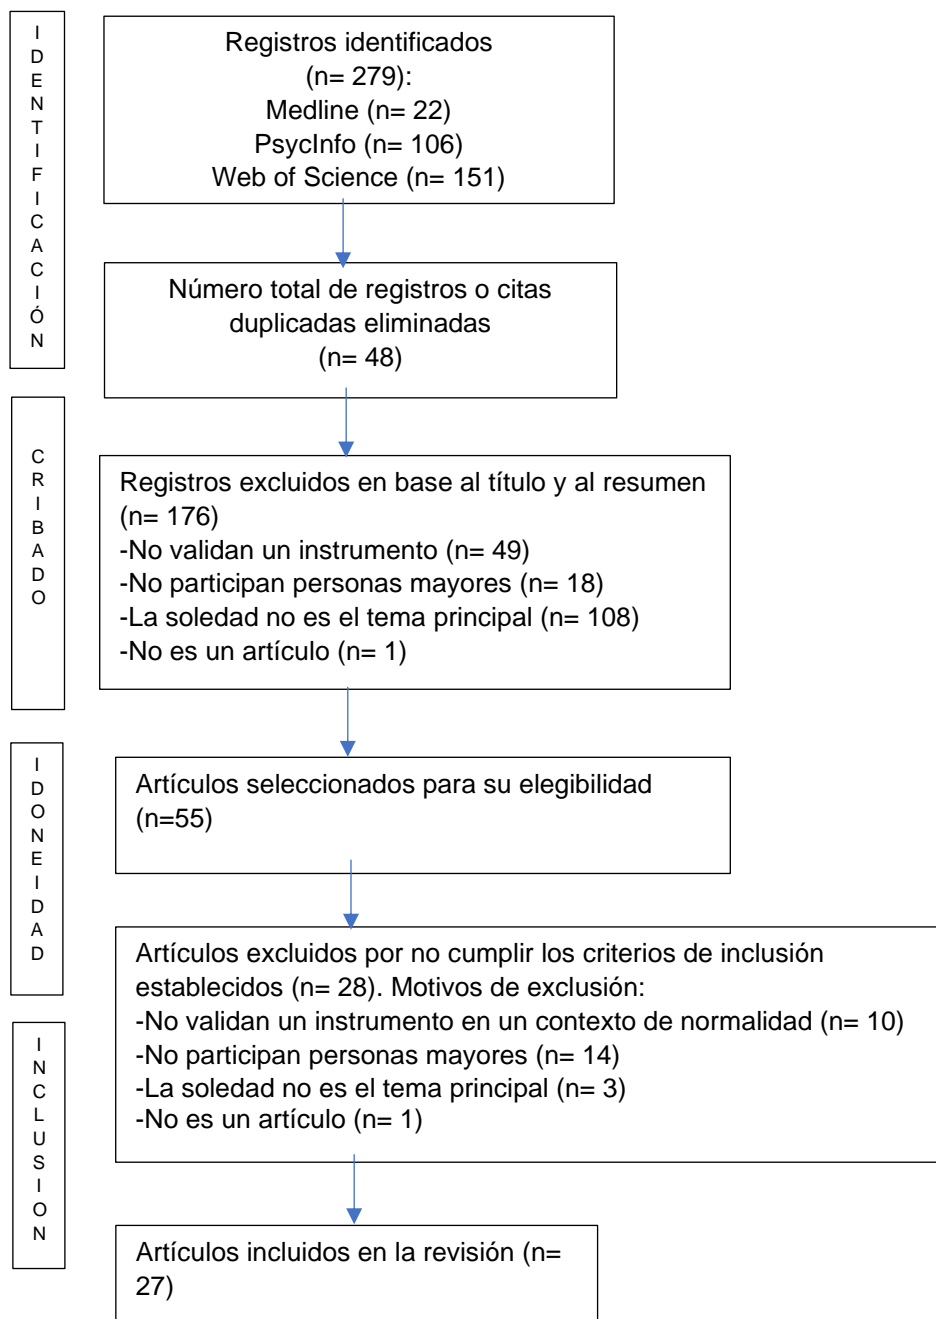 IDENTIFICACIÓN
Registros identificados
(n= 279):
Medline (n= 22)
PsycInfo (n= 106)
Web of Science (n= 151)
Número total de registros o citas
duplicadas eliminadas
(n= 48)
CRIBADO
Registros excluidos en base al título y al resumen
(n= 176)
-No validan un instrumento (n= 49)
-No participan personas mayores (n= 18)
-La soledad no es el tema principal (n= 108)
-No es un artículo (n= 1)
IDONEIDAD
Artículos seleccionados para su elegibilidad
(n=55)
Artículos excluidos por no cumplir los criterios de inclusión
establecidos (n= 28). Motivos de exclusión:
-No validan un instrumento en un contexto de normalidad (n= 10)
-No participan personas mayores (n= 14)
-La soledad no es el tema principal (n= 3)
-No es un artículo (n= 1)
INCLUSION
Artículos incluidos en la revisión (n=
27)